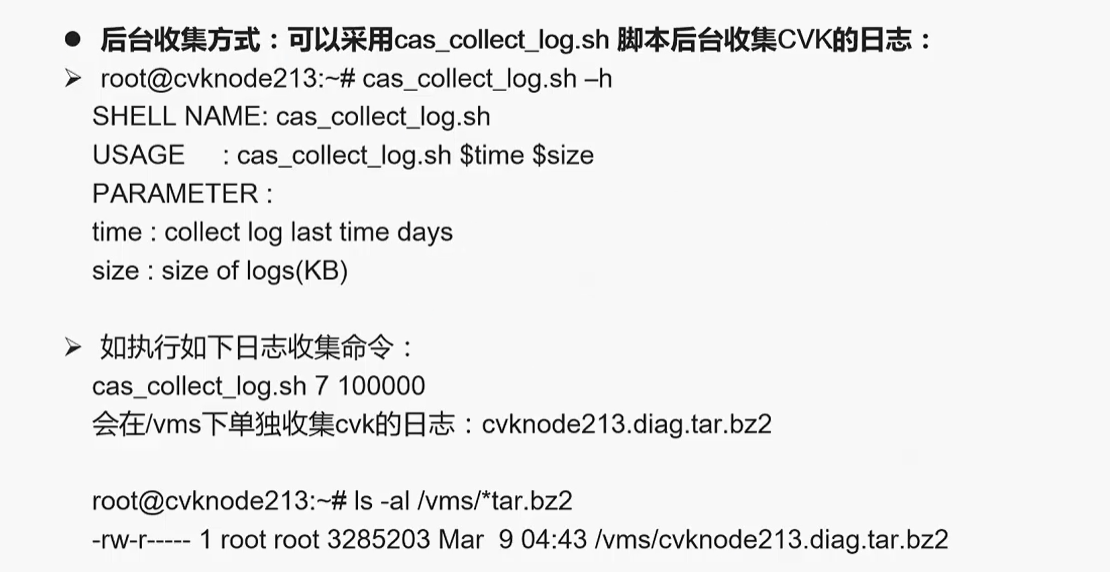 ● 后台收集方式：可以采用cas_collect_log.sh 脚本后台收集CVK的日志：
➢ root@cvknode213:~# cas_collect_log.sh –h
SHELL NAME: cas_collect_log.sh
USAGE     : cas_collect_log.sh $time $size
PARAMETER :
time : collect log last time days
size : size of logs(KB)
➢ 如执行如下日志收集命令：
cas_collect_log.sh 7 100000
会在/vms下单独收集cvk的日志：cvknode213.diag.tar.bz2
root@cvknode213:~# ls -al /vms/*tar.bz2
-rw-r----- 1 root root 3285203 Mar  9 04:43 /vms/cvknode213.diag.tar.bz2